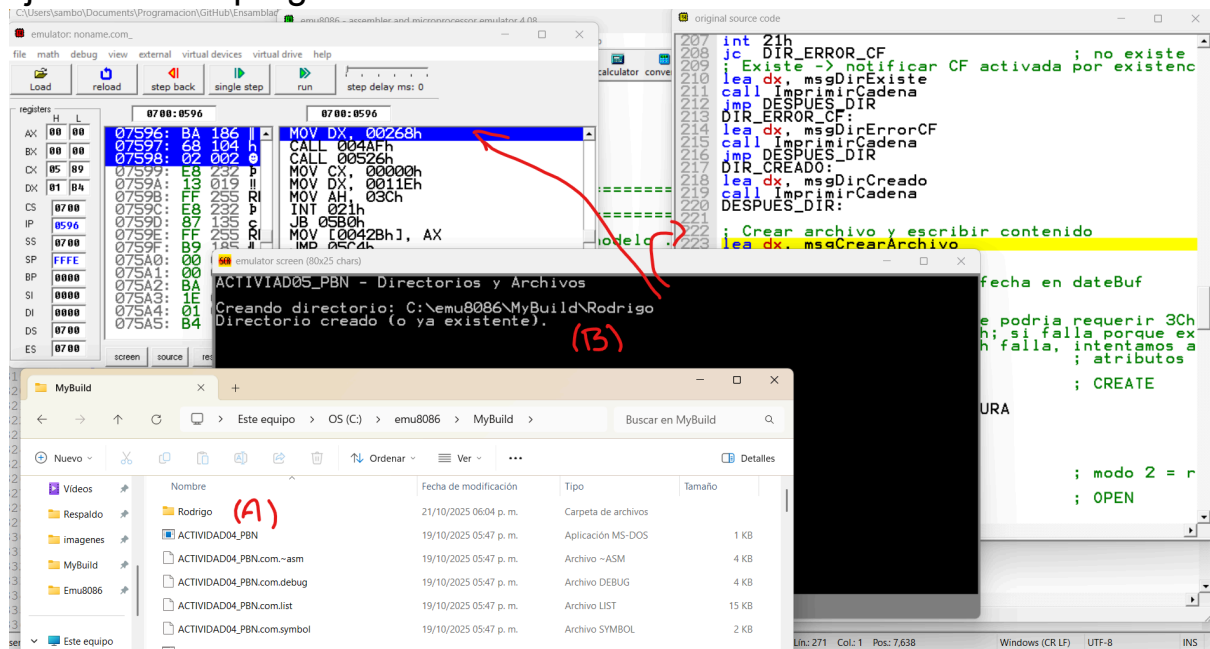 C:\Users\sambo\Documents\Programacion\GitHub\Ensamblac
emu8086 - assembler and microprocessor emulator 4.08
emulator: noname.com_
file math debug view external virtual devices virtual drive help
Load reload step back single step run step delay ms: 0
calculator conver
registers
H L
0700:0596 0700:0596
AX 00 00
BX 00 00
CX 05 89
DX 01 B4
CS 0700
IP 0596
SS 0700
SP FFFE
BP 0000
SI 0000
DI 0000
DS 0700
ES 0700
07596: BA 186 ║
07597: 68 104 h
07598: 02 002 ☻
07599: E8 232 Þ
0759A: 13 019 ‼
0759B: FF 255 RE
0759C: E8 232 Þ
0759D: 87 135 ç
0759E: FF 255 RE
0759F: B9 185 ╣
075A0: 00
075A1: 00
075A2: BA
075A3: 1E
075A4: 01
075A5: B4
MOV DX, 00268h
CALL 004AFh
CALL 00526h
MOV CX, 00000h
MOV DX, 0011Eh
MOV AH, 03Ch
INT 021h
JB 05B0h
MOV [0042Bh], AX
JMP 05C4h
screen source res
original source code
207 int 21h
208 jc DIR_ERROR_CF ; no existe
209 ; Existe -> notificar CF activada por existenc
210 lea dx, msgDirExiste
211 call ImprimirCadena
212 jmp DESPUES_DIR
213 DIR_ERROR_CF:
214 lea dx, msgDirErrorCF
215 call ImprimirCadena
216 jmp DESPUES_DIR
217 DIR_CREADO:
218 lea dx, msgDirCreado
219 call ImprimirCadena
220 DESPUES_DIR:
221
222 ; Crear archivo y escribir contenido
223 lea dx, msgCrearArchivo
fecha en dateBuf
e podria requerir 3Ch
h; si falla porque ex
h falla, intentamos a
; atributos
; CREATE
URA
; modo 2 = r
; OPEN
odelo .
emulator screen (80x25 chars)
ACTIVIAD05_PBN - Directorios y Archivos
Creando directorio: C:\emu8086\MyBuild\Rodrigo
Directorio creado (o ya existente).
(B)
MyBuild
Este equipo > OS (C:) > emu8086 > MyBuild >
Buscar en MyBuild
Nuevo Ordenar Ver Detalles
Nombre Fecha de modificación Tipo Tamaño
Vídeos
Respaldo
imagenes
MyBuild
Emu8086
Este equipo
Rodrigo 21/10/2025 06:04 p. m. Carpeta de archivos
(A)
ACTIVIDAD04_PBN 19/10/2025 05:47 p. m. Aplicación MS-DOS 1 KB
ACTIVIDAD04_PBN.com.~asm 19/10/2025 05:47 p. m. Archivo ~ASM 4 KB
ACTIVIDAD04_PBN.com.debug 19/10/2025 05:47 p. m. Archivo DEBUG 4 KB
ACTIVIDAD04_PBN.com.list 19/10/2025 05:47 p. m. Archivo LIST 15 KB
ACTIVIDAD04_PBN.com.symbol 19/10/2025 05:47 p. m. Archivo SYMBOL 2 KB
Lín.: 271 Col.: 1 Pos.: 7,638 Windows (CR LF) UTF-8 INS